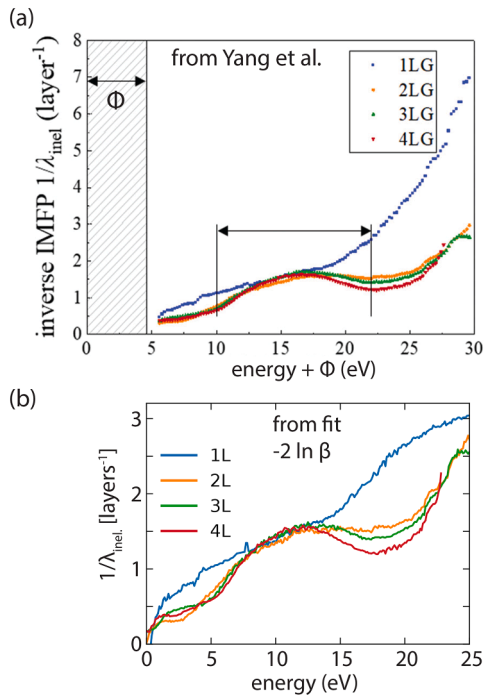 (a)
from Yang et al.
inverse IMFP 1/λinel (layer-1)
8
7
6
5
4
3
2
1
0
Φ
1LG
2LG
3LG
4LG
0 5 10 15 20 25 30
energy + Φ (eV)
(b)
from fit
-2 ln β
1/λinel. [layers-1]
3
2
1
0
1L
2L
3L
4L
0 5 10 15 20 25
energy (eV)